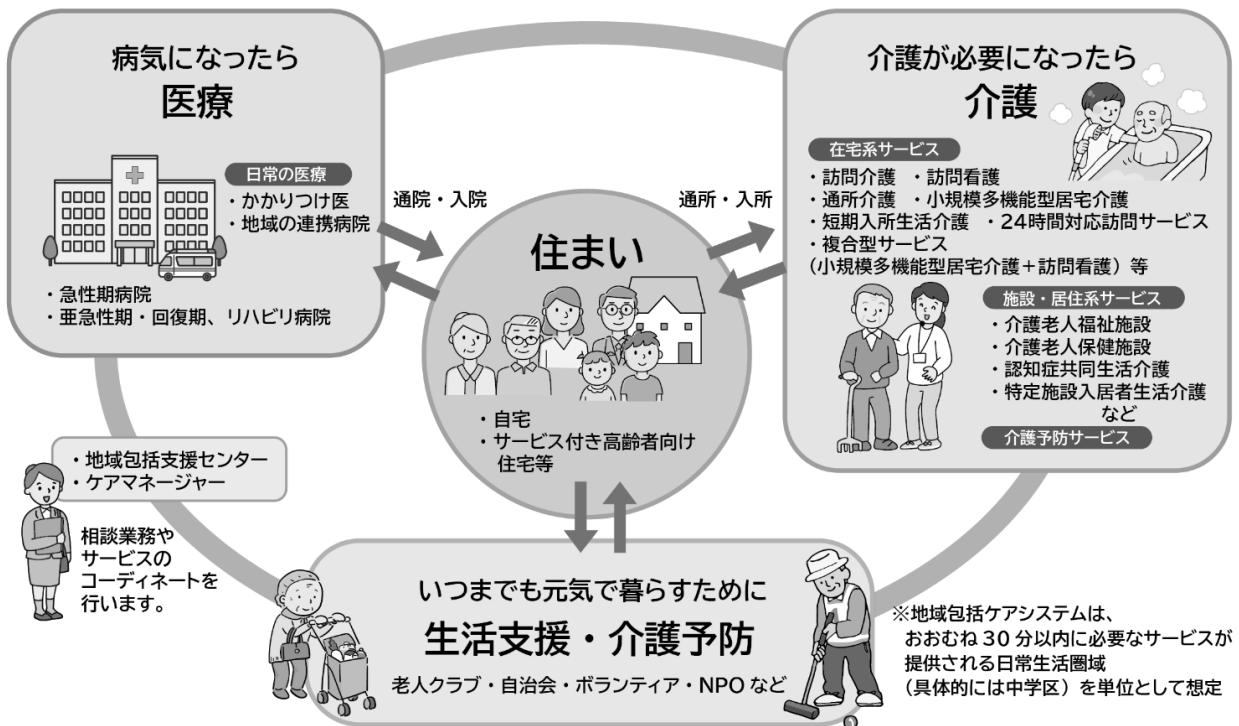 病気になったら
医療
日常の医療
・かかりつけ医
・地域の連携病院
・急性期病院
・亜急性期・回復期、リハビリ病院
通院・入院
住まい
・自宅
・サービス付き高齢者向け
住宅等
通所・入所
介護が必要になったら
介護
在宅系サービス
・訪問介護 ・訪問看護
・通所介護 ・小規模多機能型居宅介護
・短期入所生活介護 ・24時間対応訪問サービス
・複合型サービス
(小規模多機能型居宅介護+訪問看護)等
施設・居住系サービス
・介護老人福祉施設
・介護老人保健施設
・認知症共同生活介護
・特定施設入居者生活介護
など
介護予防サービス
・地域包括支援センター
・ケアマネージャー
相談業務や
サービスの
コーディネートを
行います。
いつまでも元気で暮らすために
生活支援・介護予防
老人クラブ・自治会・ボランティア・NPO など
※地域包括ケアシステムは、
おおむね 30 分以内に必要なサービスが
提供される日常生活圏域
(具体的には中学区)を単位として想定